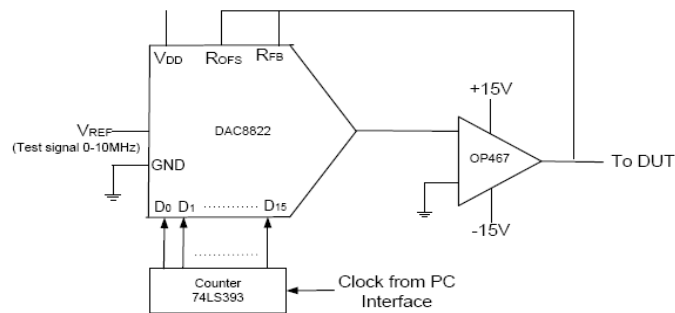 VDD ROFS RFB
+15V
VREF
(Test signal 0-10MHz)
DAC8822
OP467
To DUT
GND
-15V
D0 D1 ............ D15
............
Counter
74LS393
Clock from PC
Interface